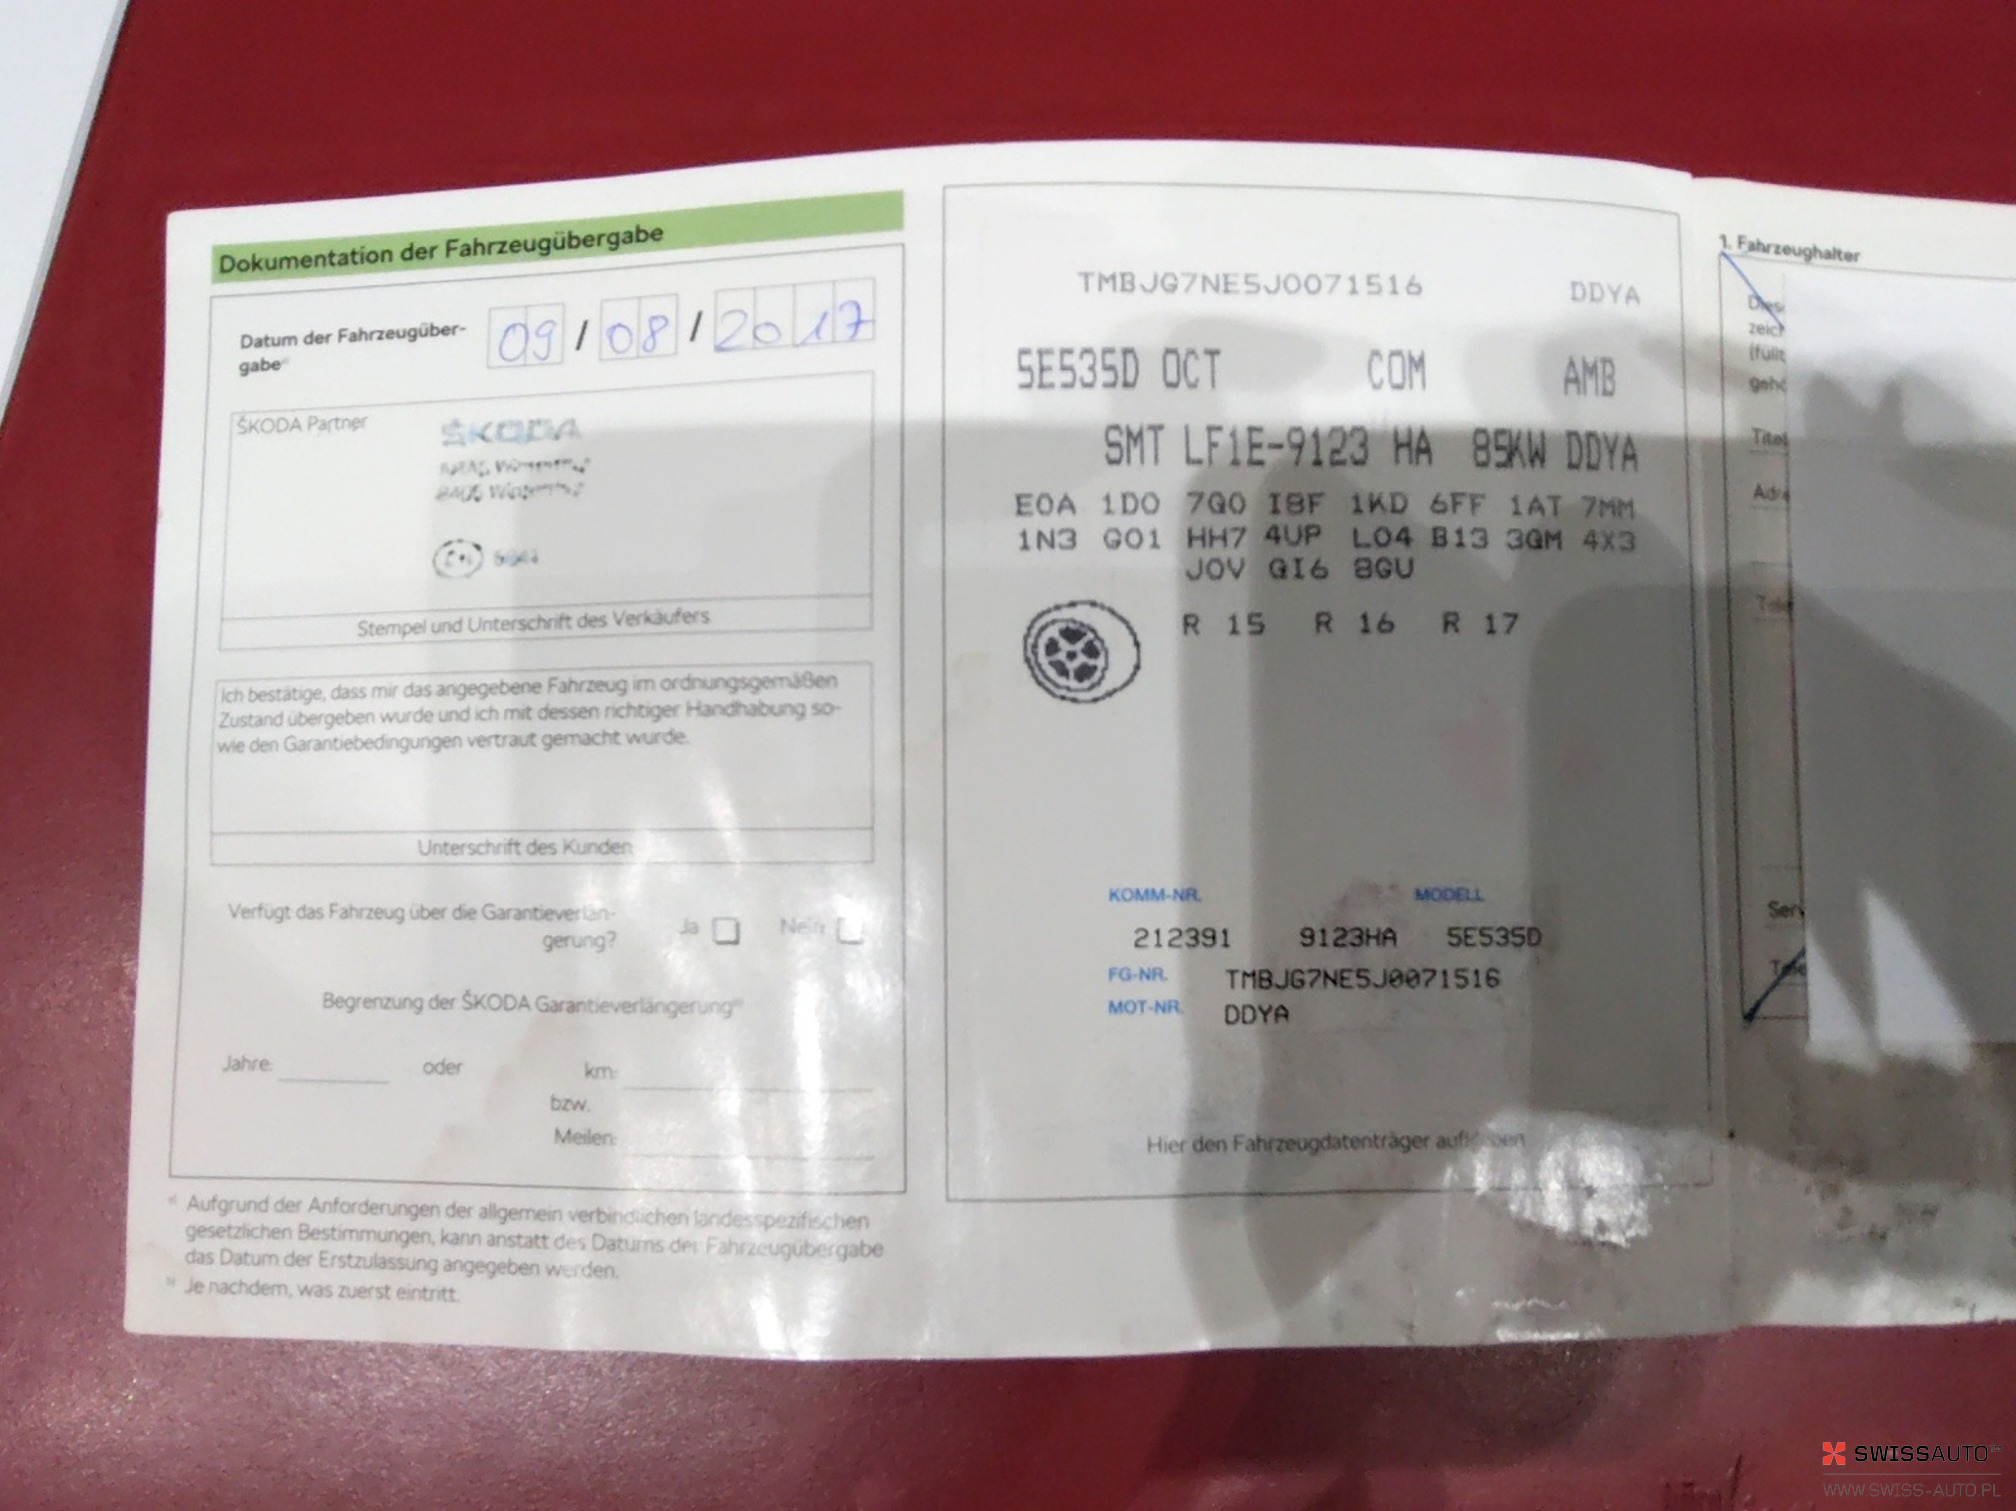 Dokumentation der Fahrzeugübergabe
Datum der Fahrzeugüber-
gabe*)
09/08/2017
ŠKODA Partner
ŠKODA
Stempel und Unterschrift des Verkäufers
Ich bestätige, dass mir das angegebene Fahrzeug im ordnungsgemäßen
Zustand übergeben wurde und ich mit dessen richtiger Handhabung so-
wie den Garantiebedingungen vertraut gemacht wurde.
Unterschrift des Kunden
Verfügt das Fahrzeug über die Garantieverlän-
gerung?
Ja Nein
Begrenzung der ŠKODA Garantieverlängerung**)
Jahre: oder km:
bzw.
Meilen:
*) Aufgrund der Anforderungen der allgemein verbindlichen landesspezifischen
gesetzlichen Bestimmungen, kann anstatt des Datums der Fahrzeugübergabe
das Datum der Erstzulassung angegeben werden.
**) Je nachdem, was zuerst eintritt.
TMBJG7NE5J0071516 DDYA
5E535D OCT COM AMB
SMT LF1E-9123 HA 85KW DDYA
E0A 1D0 7G0 I8F 1KD 6FF 1AT 7MM
1N3 G01 HH7 4UP L04 B13 3QM 4X3
J0V QI6 8GU
R 15 R 16 R 17
KOMM-NR. MODELL
212391 9123HA 5E535D
FG-NR. TMBJG7NE5J0071516
MOT-NR. DDYA
Hier den Fahrzeugdatenträger aufkleben
1. Fahrzeughalter
SWISSAUTO
WWW.SWISS-AUTO.PL